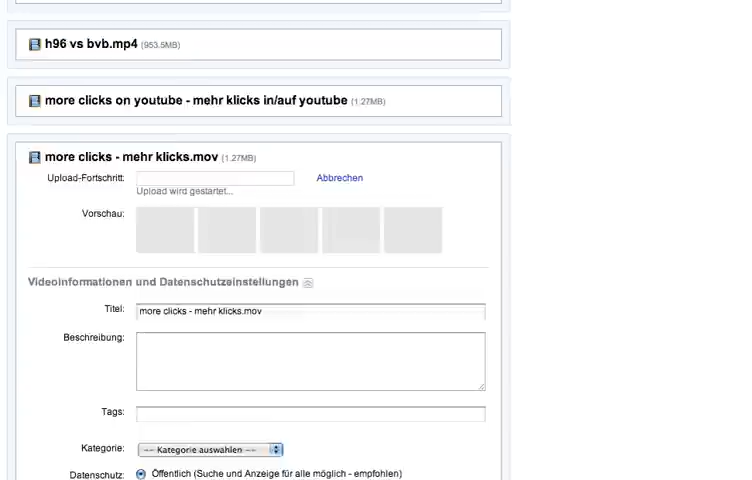 h96 vs bvb.mp4 (953.5MB)
more clicks on youtube - mehr klicks in/auf youtube (1.27MB)
more clicks - mehr klicks.mov (1.27MB)
Upload-Fortschritt: Abbrechen
Upload wird gestartet...
Vorschau:
Videoinformationen und Datenschutzeinstellungen
Titel: more clicks - mehr klicks.mov
Beschreibung:
Tags:
Kategorie: -- Kategorie auswählen --
Datenschutz: Öffentlich (Suche und Anzeige für alle möglich - empfohlen)